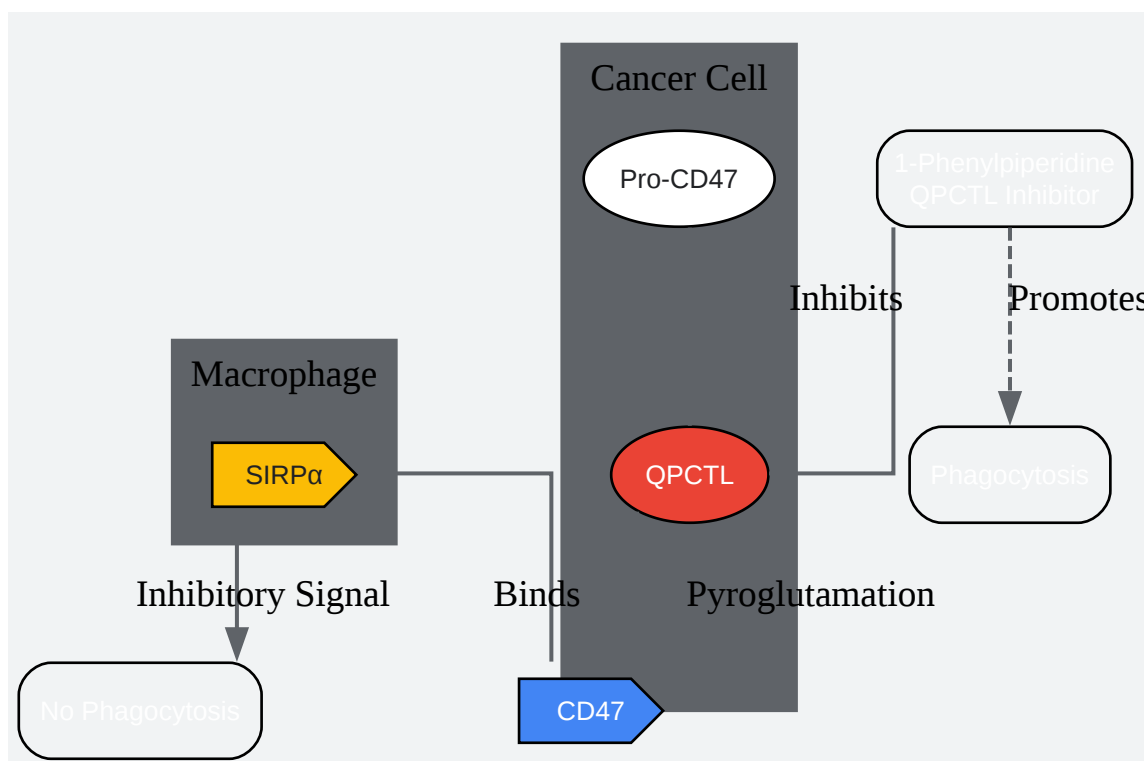 Cancer Cell
Pro-CD47
1-Phenylpiperidine
QPCTL Inhibitor
Inhibits
Promotes
Macrophage
SIRPα
QPCTL
Phagocytosis
Inhibitory Signal
Binds
Pyroglutamation
No Phagocytosis
CD47